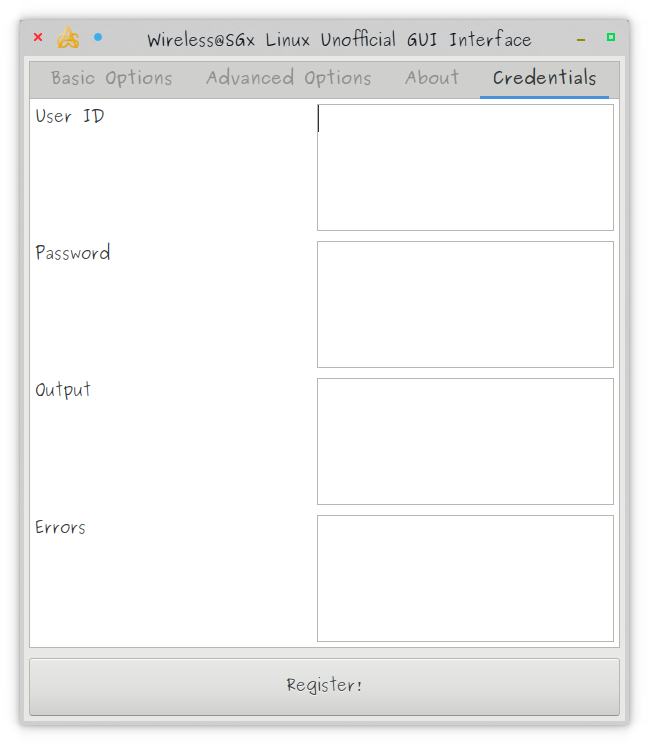 Wireless@SGx Linux Unofficial GUI Interface
Basic Options Advanced Options About Credentials
User ID
Password
Output
Errors
Register!